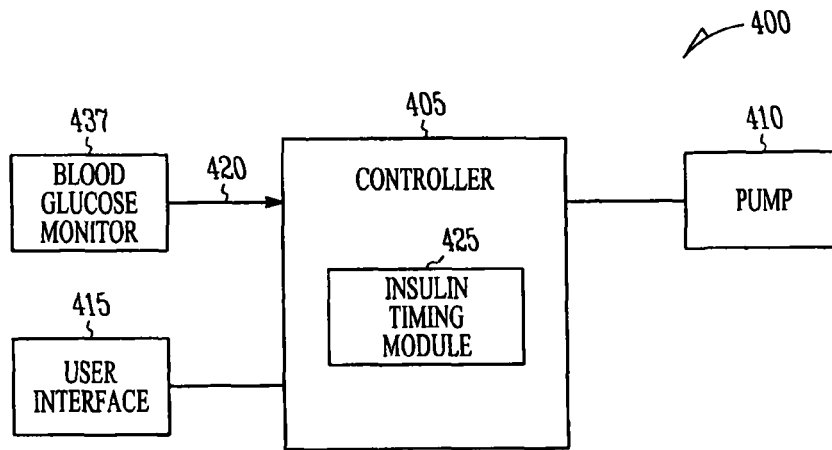 400
437
BLOOD
GLUCOSE
MONITOR
420
405
CONTROLLER
425
INSULIN
TIMING
MODULE
410
PUMP
415
USER
INTERFACE